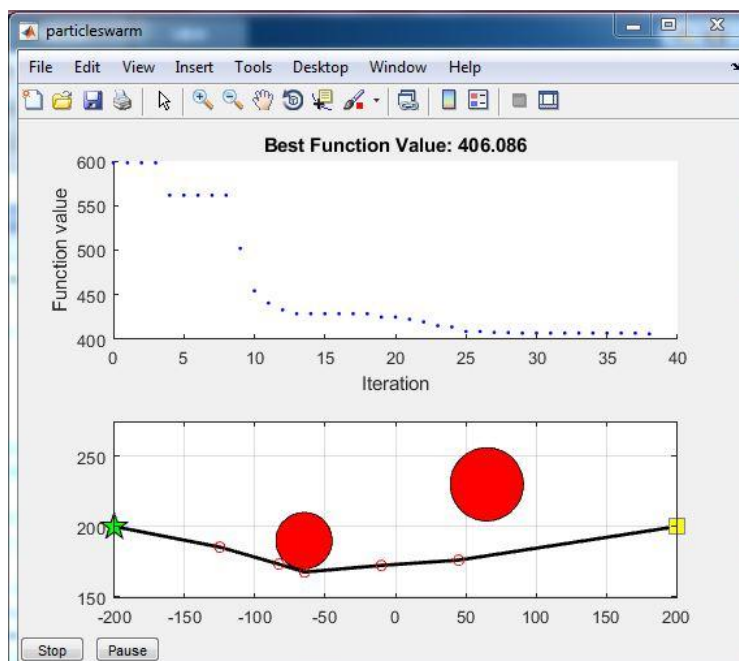 particleswarm
File Edit View Insert Tools Desktop Window Help
Best Function Value: 406.086
Function value
600
550
500
450
400
0 5 10 15 20 25 30 35 40
Iteration
250
200
150
-200 -150 -100 -50 0 50 100 150 200
Stop Pause